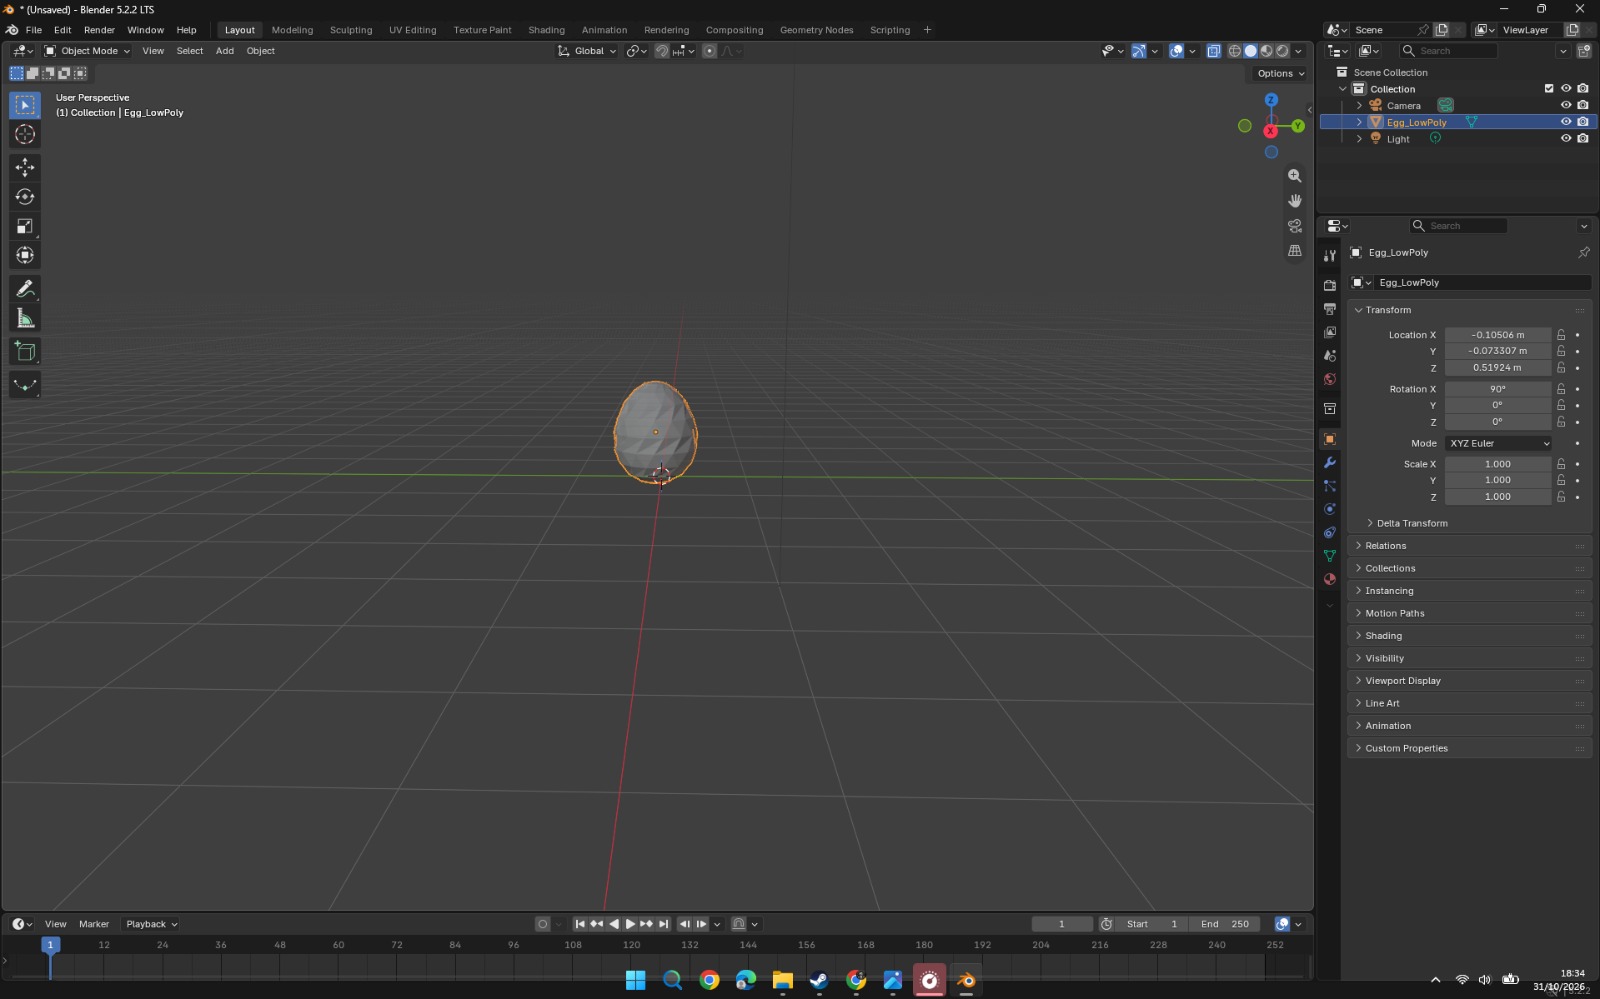 * (Unsaved) - Blender 5.2.2 LTS
File Edit Render Window Help Layout Modeling Sculpting UV Editing Texture Paint Shading Animation Rendering Compositing Geometry Nodes Scripting + Scene ViewLayer
Object Mode View Select Add Object Global Search
Options
User Perspective
(1) Collection | Egg_LowPoly
Z
Y
X
Scene Collection
Collection
Camera
Egg_LowPoly
Light
Search
Egg_LowPoly
Egg_LowPoly
Transform
Location X -0.10506 m
Y -0.073307 m
Z 0.51924 m
Rotation X 90°
Y 0°
Z 0°
Mode XYZ Euler
Scale X 1.000
Y 1.000
Z 1.000
Delta Transform
Relations
Collections
Instancing
Motion Paths
Shading
Visibility
Viewport Display
Line Art
Animation
Custom Properties
View Marker Playback 1 Start 1 End 250
1 12 24 36 48 60 72 84 96 108 120 132 144 156 168 180 192 204 216 228 240 252
18:34
31/10/2026